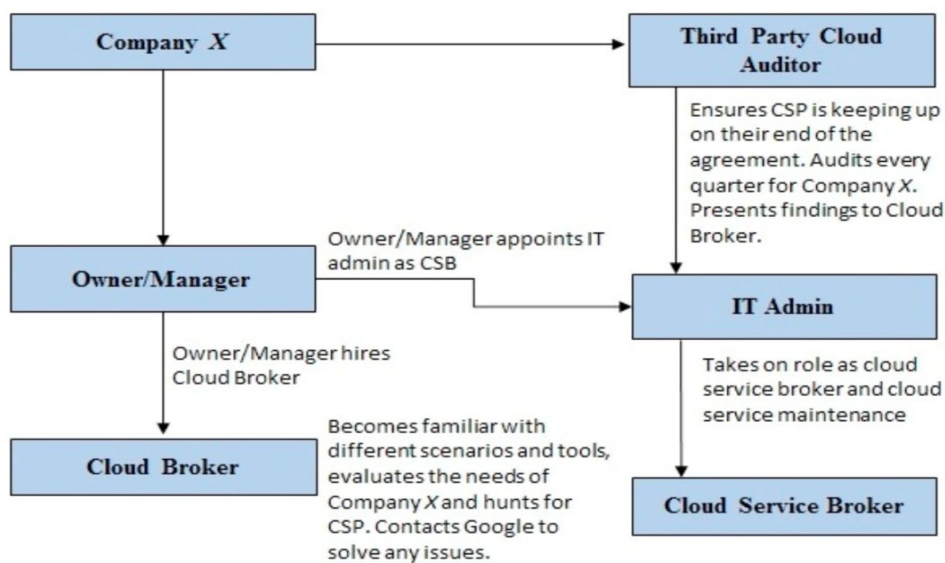 Company X
Third Party Cloud
Auditor
Ensures CSP is keeping up
on their end of the
agreement. Audits every
quarter for Company X.
Presents findings to Cloud
Broker.
Owner/Manager
Owner/Manager appoints IT
admin as CSB
IT Admin
Owner/Manager hires
Cloud Broker
Takes on role as cloud
service broker and cloud
service maintenance
Cloud Broker
Becomes familiar with
different scenarios and tools,
evaluates the needs of
Company X and hunts for
CSP. Contacts Google to
solve any issues.
Cloud Service Broker